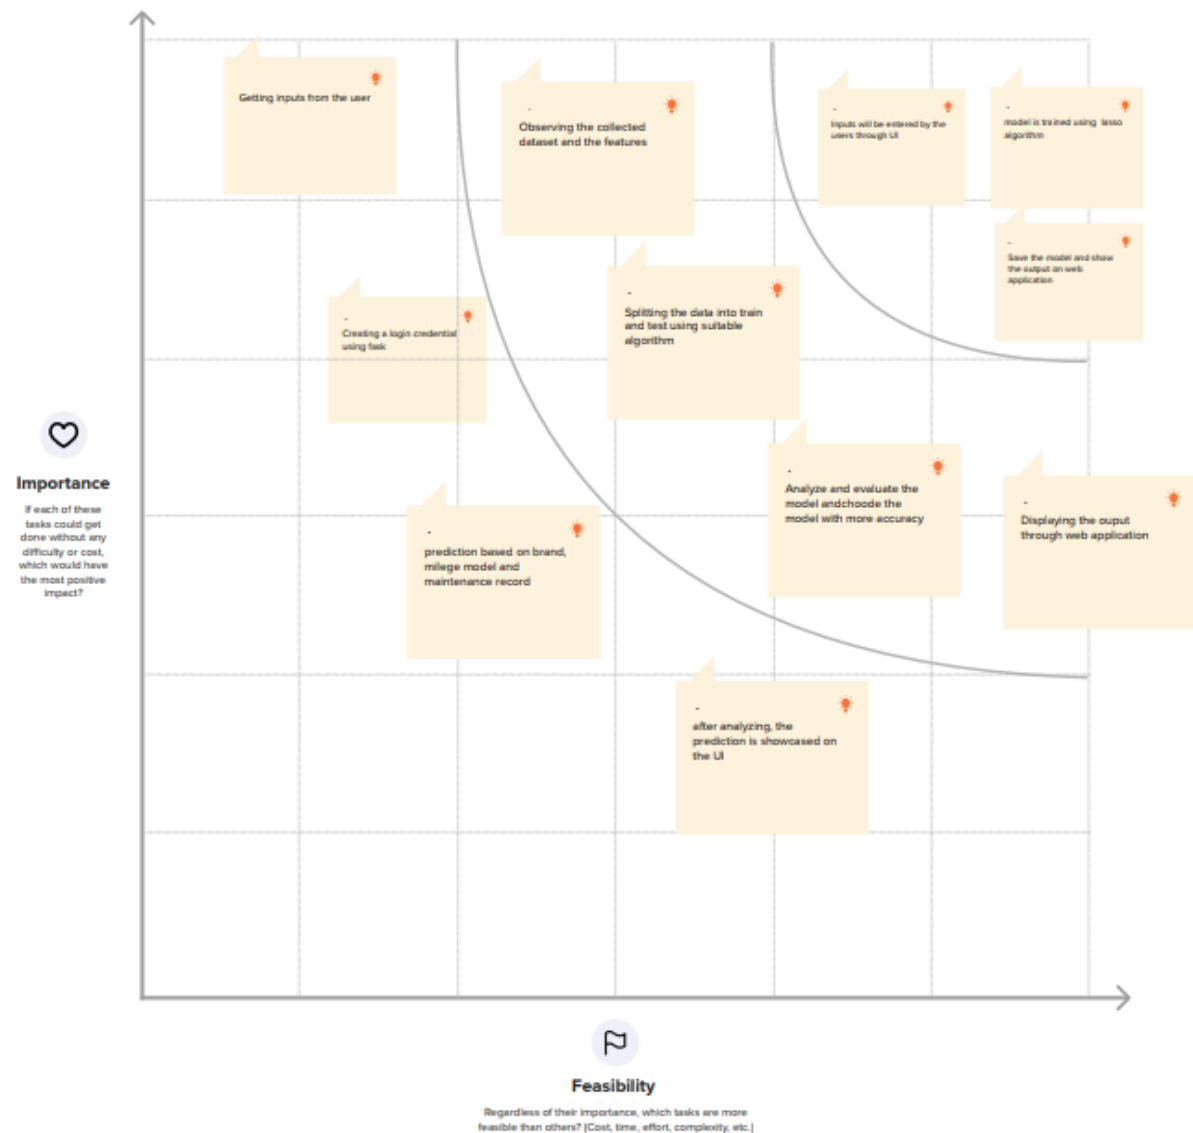 Getting inputs from the user
-
Observing the collected
dataset and the features
-
Inputs will be entered by the
users through UI
-
model is trained using lasso
algorithm
-
Save the model and show
the output on web
application
-
Creating a login credential
using fask
-
Splitting the data into train
and test using suitable
algorithm
-
Analyze and evaluate the
model andchoode the
model with more accuracy
-
Displaying the ouput
through web application
-
prediction based on brand,
milege model and
maintenance record
-
after analyzing, the
prediction is showcased on
the UI
Importance
If each of these
tasks could get
done without any
difficulty or cost,
which would have
the most positive
impact?
Feasibility
Regardless of their importance, which tasks are more
feasible than others? (Cost, time, effort, complexity, etc.)